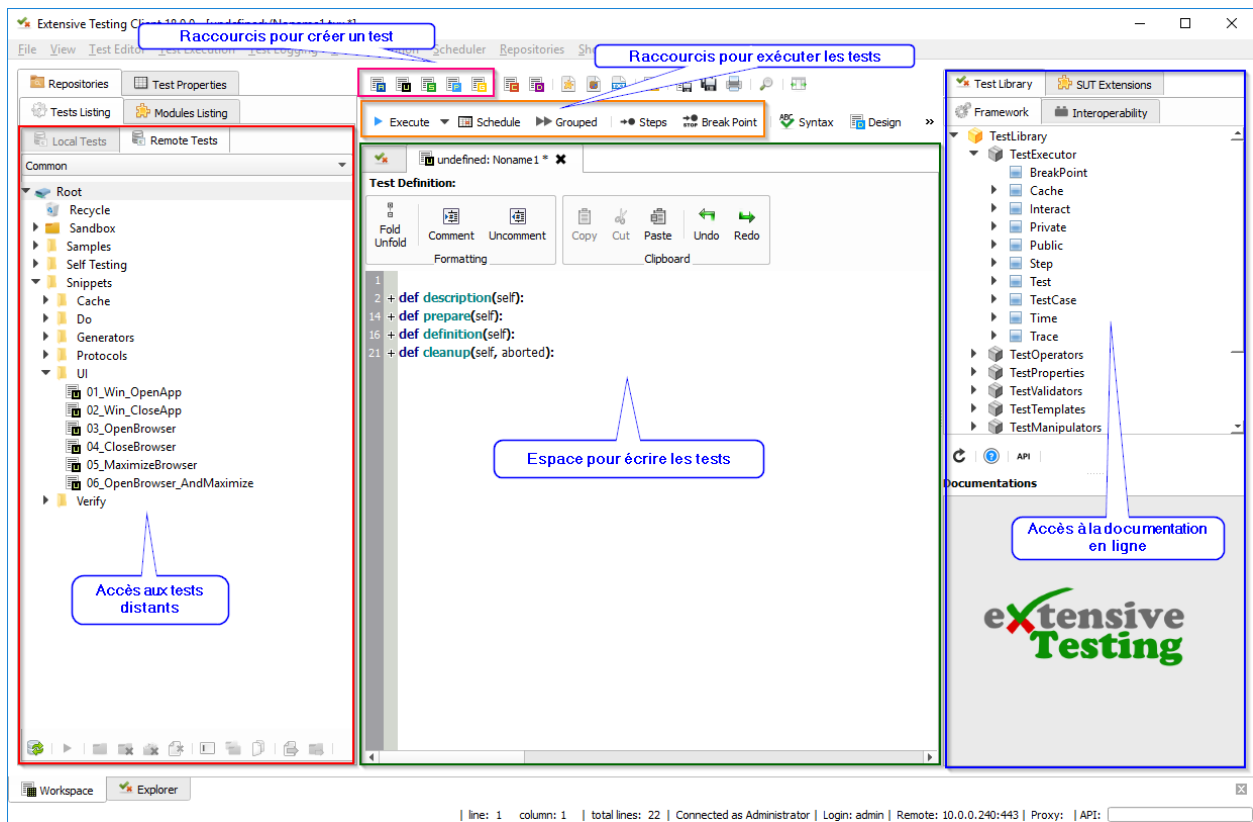 Extensive Testing Client 18.0.0 - [undefined: (Noname1.tux *]
Raccourcis pour créer un test
File View Test Editor Test Execution Test Logging Scheduler Repositories
Raccourcis pour exécuter les tests
Repositories Test Properties
Tests Listing Modules Listing
Local Tests Remote Tests
Common
Root
Recycle
Sandbox
Samples
Self Testing
Snippets
Cache
Do
Generators
Protocols
UI
01_Win_OpenApp
02_Win_CloseApp
03_OpenBrowser
04_CloseBrowser
05_MaximizeBrowser
06_OpenBrowser_AndMaximize
Verify
Accès aux tests
distants
Execute Schedule Grouped Steps Break Point Syntax Design »
undefined: Noname1 *
Test Definition:
Fold
Unfold
Comment Uncomment
Formatting
Copy Cut Paste Undo Redo
Clipboard
1
2 + def description(self):
14 + def prepare(self):
16 + def definition(self):
21 + def cleanup(self, aborted):
Espace pour écrire les tests
Test Library SUT Extensions
Framework Interoperability
TestLibrary
TestExecutor
BreakPoint
Cache
Interact
Private
Public
Step
Test
TestCase
Time
Trace
TestOperators
TestProperties
TestValidators
TestTemplates
TestManipulators
API
Documentations
Accès à la documentation
en ligne
extensive
Testing
Workspace Explorer
| line: 1 column: 1 | total lines: 22 | Connected as Administrator | Login: admin | Remote: 10.0.0.240:443 | Proxy: | API: